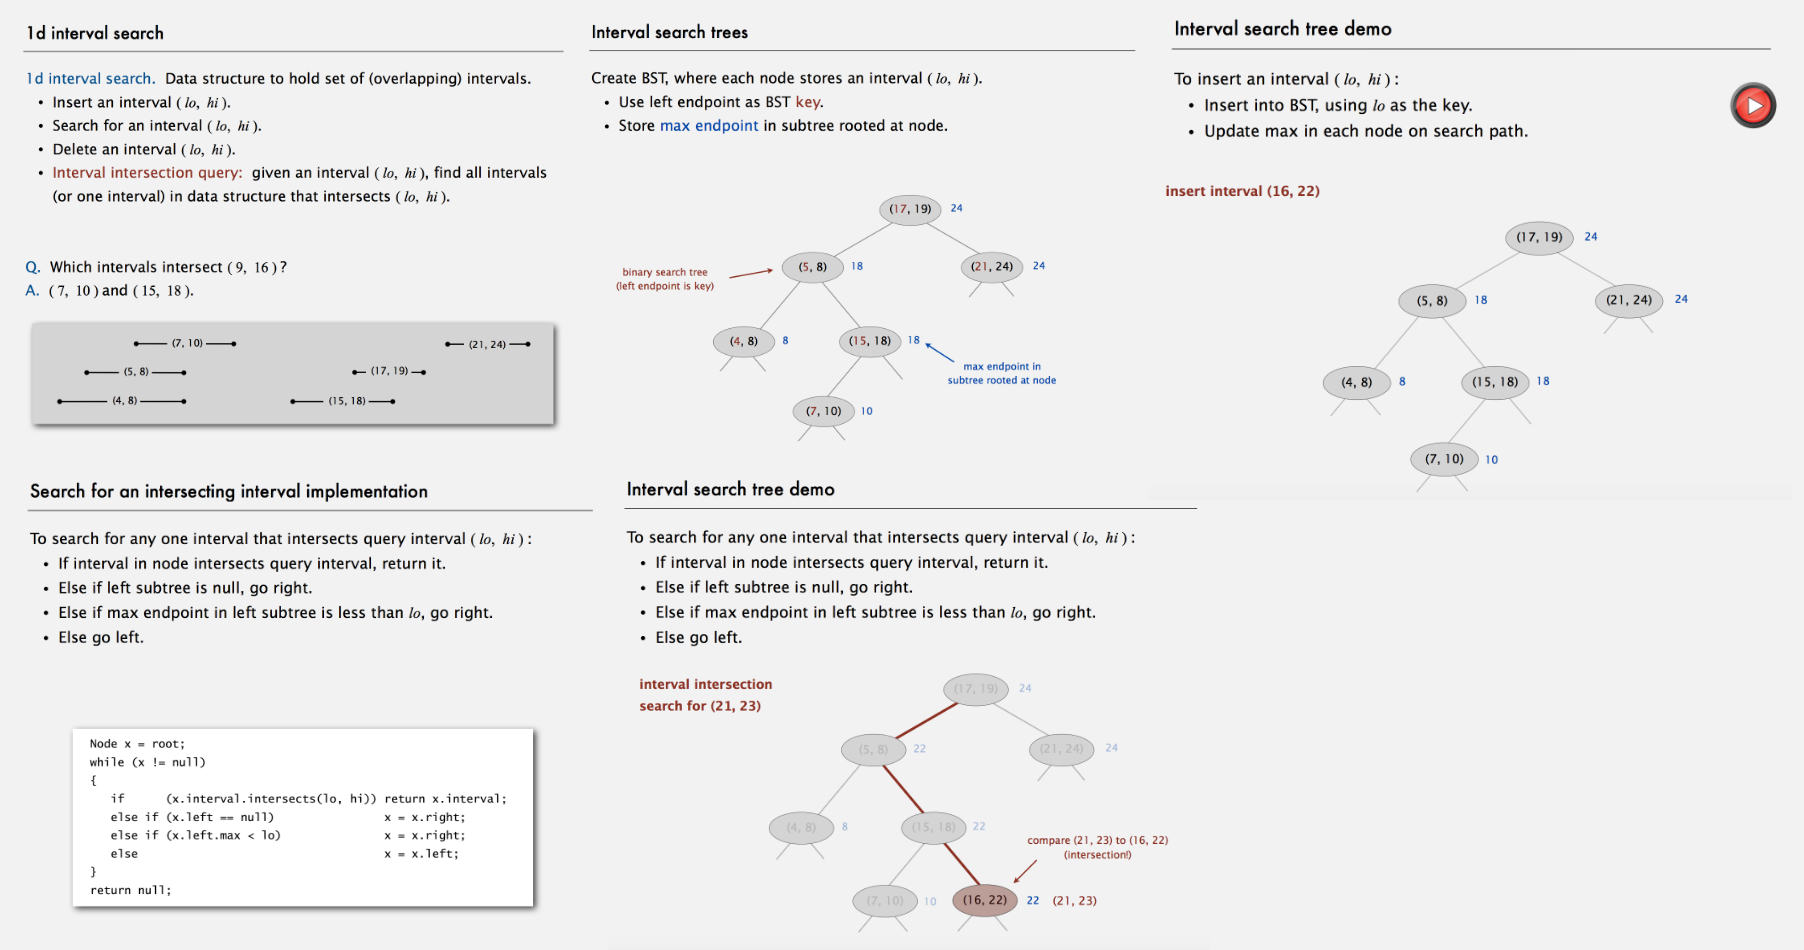 1d interval search
1d interval search. Data structure to hold set of (overlapping) intervals.
• Insert an interval ( lo, hi ).
• Search for an interval ( lo, hi ).
• Delete an interval ( lo, hi ).
• Interval intersection query: given an interval ( lo, hi ), find all intervals
(or one interval) in data structure that intersects ( lo, hi ).
Q. Which intervals intersect ( 9, 16 ) ?
A. ( 7, 10 ) and ( 15, 18 ).
(7, 10)
(21, 24)
(5, 8)
(17, 19)
(4, 8)
(15, 18)
Interval search trees
Create BST, where each node stores an interval ( lo, hi ).
• Use left endpoint as BST key.
• Store max endpoint in subtree rooted at node.
(17, 19) 24
binary search tree
(left endpoint is key)
(5, 8) 18
(21, 24) 24
(4, 8) 8
(15, 18) 18
max endpoint in
subtree rooted at node
(7, 10) 10
Interval search tree demo
To insert an interval ( lo, hi ) :
• Insert into BST, using lo as the key.
• Update max in each node on search path.
insert interval (16, 22)
(17, 19) 24
(5, 8) 18
(21, 24) 24
(4, 8) 8
(15, 18) 18
(7, 10) 10
Search for an intersecting interval implementation
To search for any one interval that intersects query interval ( lo, hi ) :
• If interval in node intersects query interval, return it.
• Else if left subtree is null, go right.
• Else if max endpoint in left subtree is less than lo, go right.
• Else go left.
Node x = root;
while (x != null)
{
if (x.interval.intersects(lo, hi)) return x.interval;
else if (x.left == null) x = x.right;
else if (x.left.max < lo) x = x.right;
else x = x.left;
}
return null;
Interval search tree demo
To search for any one interval that intersects query interval ( lo, hi ) :
• If interval in node intersects query interval, return it.
• Else if left subtree is null, go right.
• Else if max endpoint in left subtree is less than lo, go right.
• Else go left.
interval intersection
search for (21, 23)
(17, 19) 24
(5, 8) 22
(21, 24) 24
(4, 8) 8
(15, 18) 22
compare (21, 23) to (16, 22)
(intersection!)
(7, 10) 10
(16, 22) 22 (21, 23)